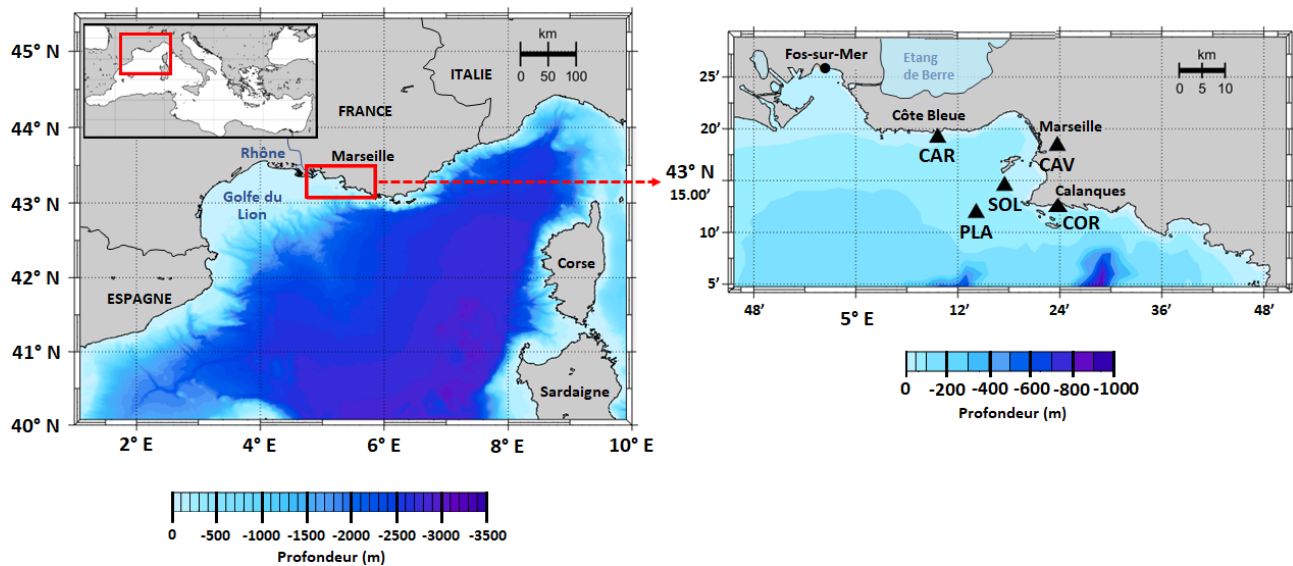 45° N
44° N
43° N
42° N
41° N
40° N
km
0 50 100
ITALIE
FRANCE
Rhône
Marseille
Golfe du
Lion
Corse
ESPAGNE
Sardaigne
2° E
4° E
6° E
8° E
10° E
0
-500
-1000
-1500
-2000
-2500
-3000
-3500
Profondeur (m)
25’
20’
43° N
15.00’
10’
5’
Fos-sur-Mer
Etang
de Berre
km
0 5 10
Côte Bleue
CAR
Marseille
CAV
SOL
Calanques
PLA
COR
48’
5° E
12’
24’
36’
48’
0
-200
-400
-600
-800
-1000
Profondeur (m)